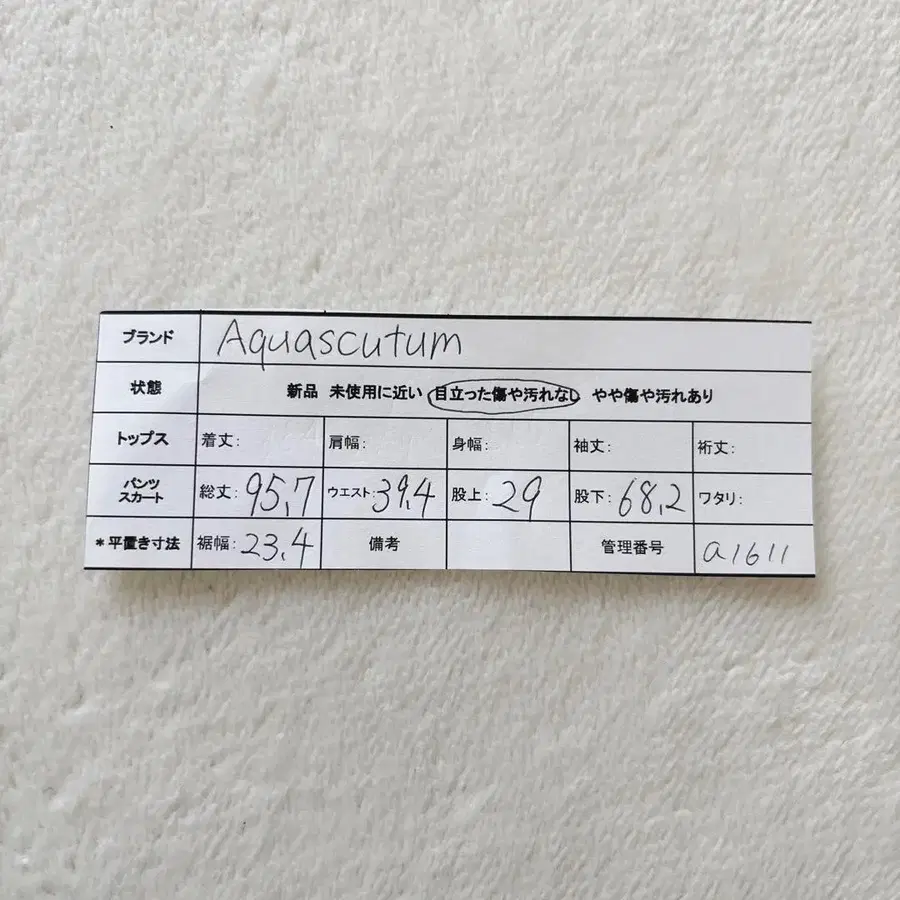 ブランド Aquascutum
状態 新品 未使用に近い 目立った傷や汚れなし やや傷や汚れあり
トップス 着丈: 肩幅: 身幅: 袖丈: 裄丈:
パンツ
スカート 総丈: 95,7 ウエスト: 39,4 股上: 29 股下: 68,2 ワタリ:
*平置き寸法 裾幅: 23,4 備考 管理番号 a1611